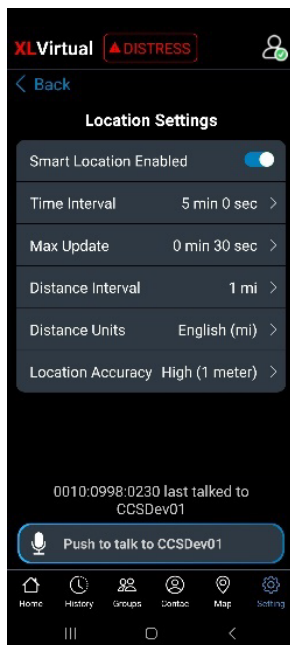 XLVirtual ▲DISTRESS
< Back
Location Settings
Smart Location Enabled
Time Interval 5 min 0 sec >
Max Update 0 min 30 sec >
Distance Interval 1 mi >
Distance Units English (mi) >
Location Accuracy High (1 meter) >
0010:0998:0230 last talked to
CCSDev01
Push to talk to CCSDev01
Home History Groups Contac Map Setting